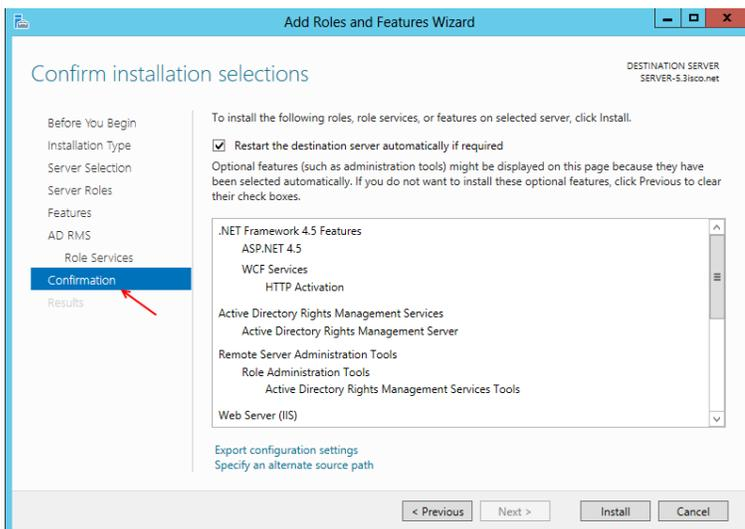 Add Roles and Features Wizard
Confirm installation selections
DESTINATION SERVER
SERVER-5.3isco.net
Before You Begin
Installation Type
Server Selection
Server Roles
Features
AD RMS
Role Services
Confirmation
Results
To install the following roles, role services, or features on selected server, click Install.
Restart the destination server automatically if required
Optional features (such as administration tools) might be displayed on this page because they have
been selected automatically. If you do not want to install these optional features, click Previous to clear
their check boxes.
.NET Framework 4.5 Features
ASP.NET 4.5
WCF Services
HTTP Activation
Active Directory Rights Management Services
Active Directory Rights Management Server
Remote Server Administration Tools
Role Administration Tools
Active Directory Rights Management Services Tools
Web Server (IIS)
Export configuration settings
Specify an alternate source path
< Previous
Next >
Install
Cancel